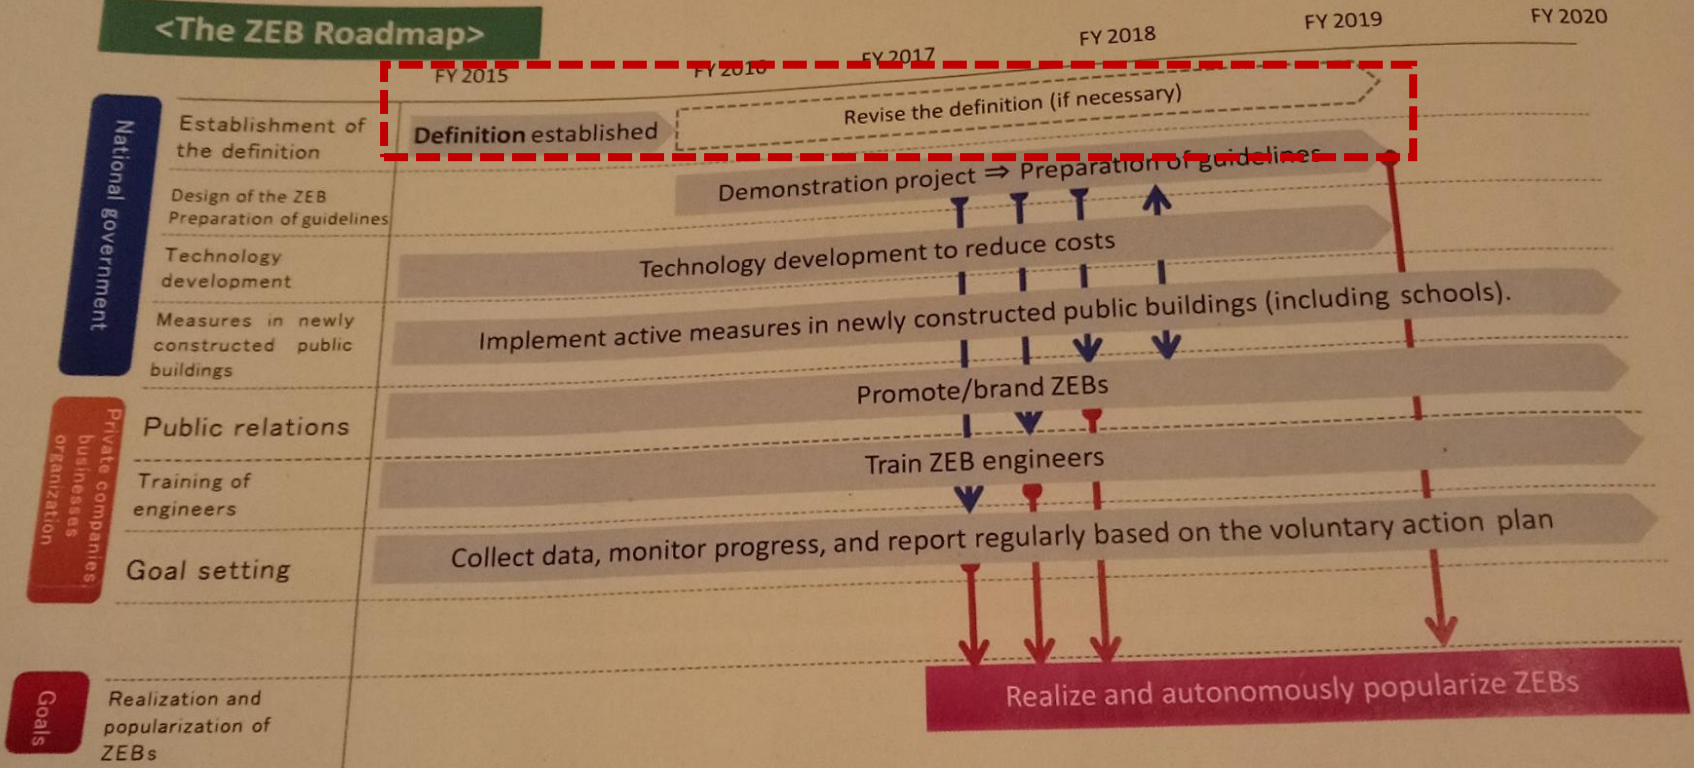 <The ZEB Roadmap>
FY 2015
FY 2016
FY 2017
FY 2018
FY 2019
FY 2020
National government
Establishment of
the definition
Definition established
Revise the definition (if necessary)
Design of the ZEB
Preparation of guidelines
Demonstration project ⇒ Preparation of guidelines
Technology
development
Technology development to reduce costs
Measures in newly
constructed public
buildings
Implement active measures in newly constructed public buildings (including schools).
Private companies
businesses
organization
Public relations
Promote/brand ZEBs
Training of
engineers
Train ZEB engineers
Goal setting
Collect data, monitor progress, and report regularly based on the voluntary action plan
Goals
Realization and
popularization of
ZEBs
Realize and autonomously popularize ZEBs